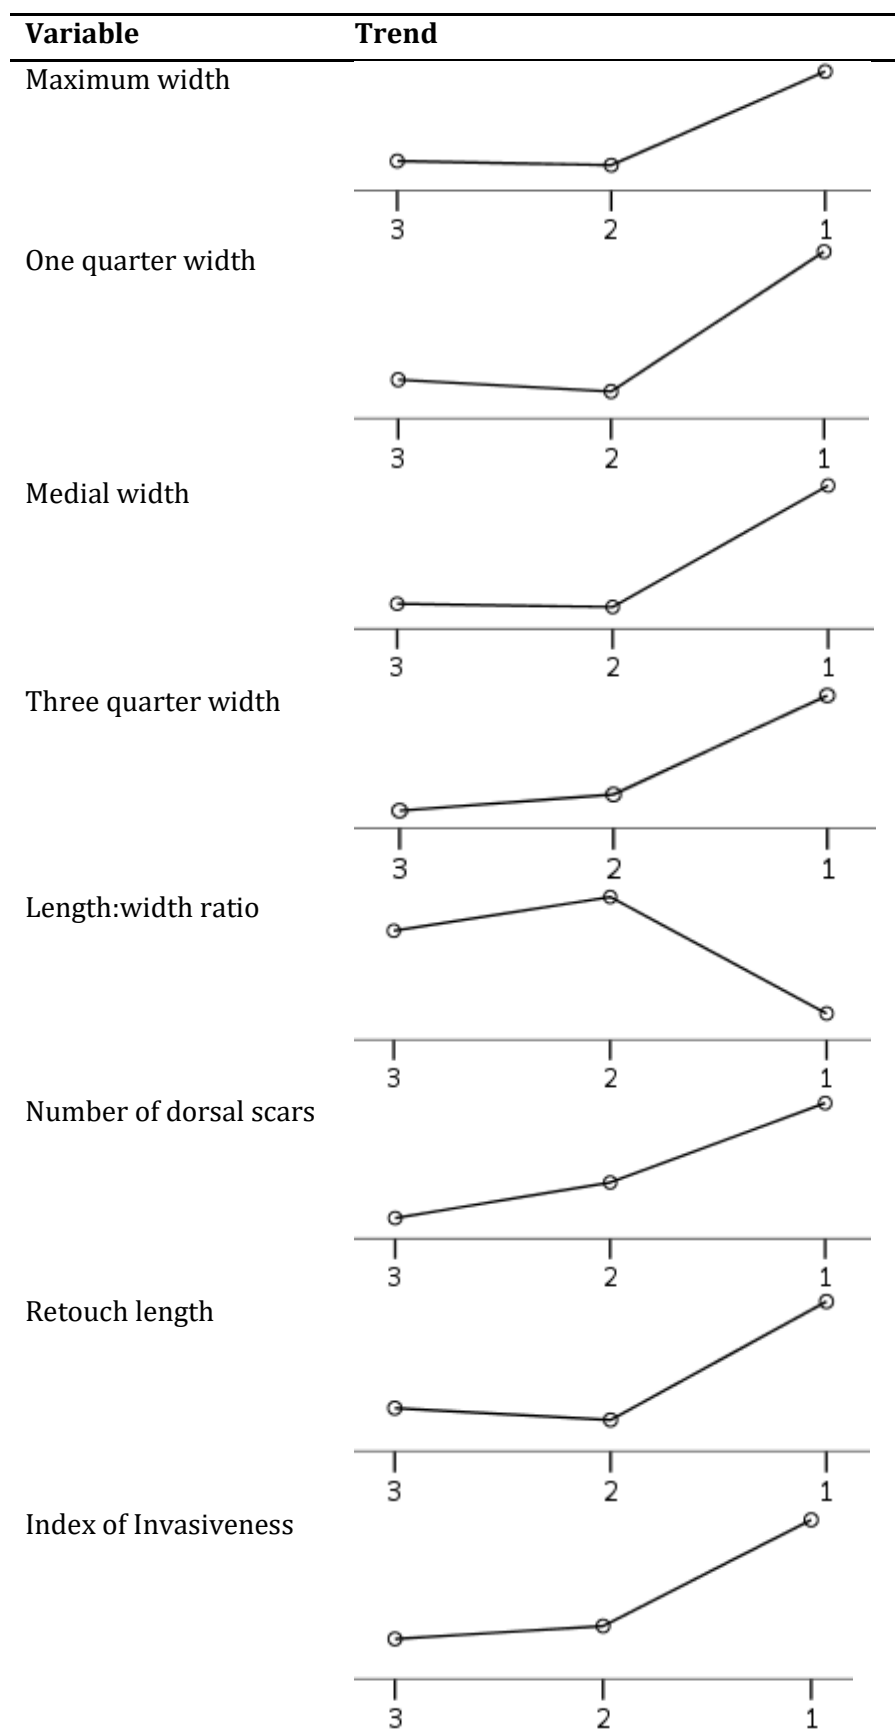 Variable Trend
Maximum width
3 2 1
One quarter width
3 2 1
Medial width
3 2 1
Three quarter width
3 2 1
Length:width ratio
3 2 1
Number of dorsal scars
3 2 1
Retouch length
3 2 1
Index of Invasiveness
3 2 1